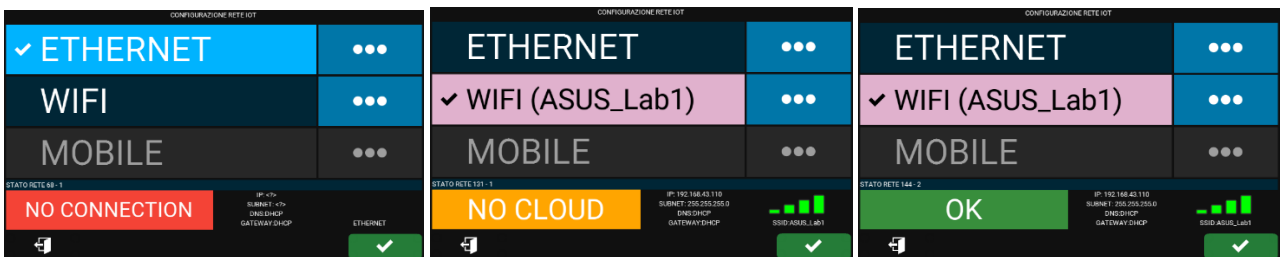 CONFIGURAZIONE RETE IOT
ETHERNET
WIFI
MOBILE
STATO RETE 68 - 1
NO CONNECTION
IP: <?>
SUBNET: <?>
DNS:DHCP
GATEWAY:DHCP
ETHERNET
CONFIGURAZIONE RETE IOT
ETHERNET
WIFI (ASUS_Lab1)
MOBILE
STATO RETE 131 - 1
NO CLOUD
IP: 192.168.43.110
SUBNET: 255.255.255.0
DNS:DHCP
GATEWAY:DHCP
SSID:ASUS_Lab1
CONFIGURAZIONE RETE IOT
ETHERNET
WIFI (ASUS_Lab1)
MOBILE
STATO RETE 144 - 2
OK
IP: 192.168.43.110
SUBNET: 255.255.255.0
DNS:DHCP
GATEWAY:DHCP
SSID:ASUS_Lab1